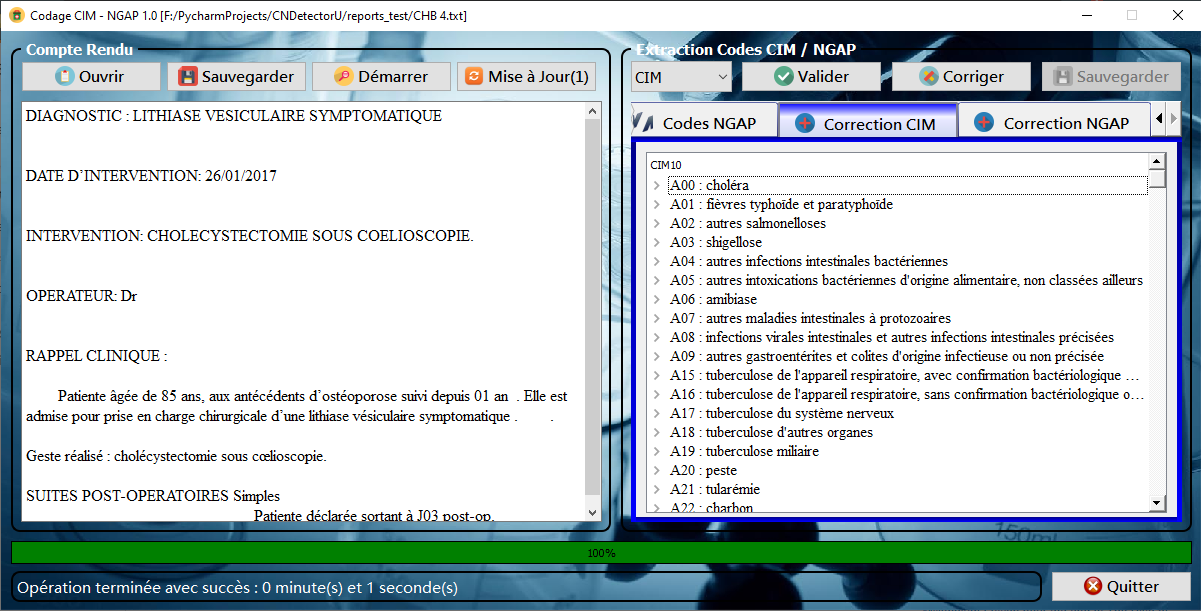 Codage CIM - NGAP 1.0 [F:/PycharmProjects/CNDetectorU/reports_test/CHB 4.txt]
Compte Rendu
Ouvrir
Sauvegarder
Démarrer
Mise à Jour(1)
DIAGNOSTIC : LITHIASE VESICULAIRE SYMPTOMATIQUE
DATE D’INTERVENTION: 26/01/2017
INTERVENTION: CHOLECYSTECTOMIE SOUS COELIOSCOPIE.
OPERATEUR: Dr
RAPPEL CLINIQUE :
Patiente âgée de 85 ans, aux antécédents d’ostéoporose suivi depuis 01 an  . Elle est
admise pour prise en charge chirurgicale d’une lithiase vésiculaire symptomatique .          .
Geste réalisé : cholécystectomie sous cœlioscopie.
SUITES POST-OPERATOIRES Simples
Patiente déclarée sortant à J03 post-op.
Extraction Codes CIM / NGAP
CIM
Valider
Corriger
Sauvegarder
Codes NGAP
Correction CIM
Correction NGAP
CIM10
A00 : choléra
A01 : fièvres typhoïde et paratyphoïde
A02 : autres salmonelloses
A03 : shigellose
A04 : autres infections intestinales bactériennes
A05 : autres intoxications bactériennes d'origine alimentaire, non classées ailleurs
A06 : amibiase
A07 : autres maladies intestinales à protozoaires
A08 : infections virales intestinales et autres infections intestinales précisées
A09 : autres gastroentérites et colites d'origine infectieuse ou non précisée
A15 : tuberculose de l'appareil respiratoire, avec confirmation bactériologique …
A16 : tuberculose de l'appareil respiratoire, sans confirmation bactériologique o…
A17 : tuberculose du système nerveux
A18 : tuberculose d'autres organes
A19 : tuberculose miliaire
A20 : peste
A21 : tularémie
A22 : charbon
150ml
100%
Opération terminée avec succès : 0 minute(s) et 1 seconde(s)
Quitter